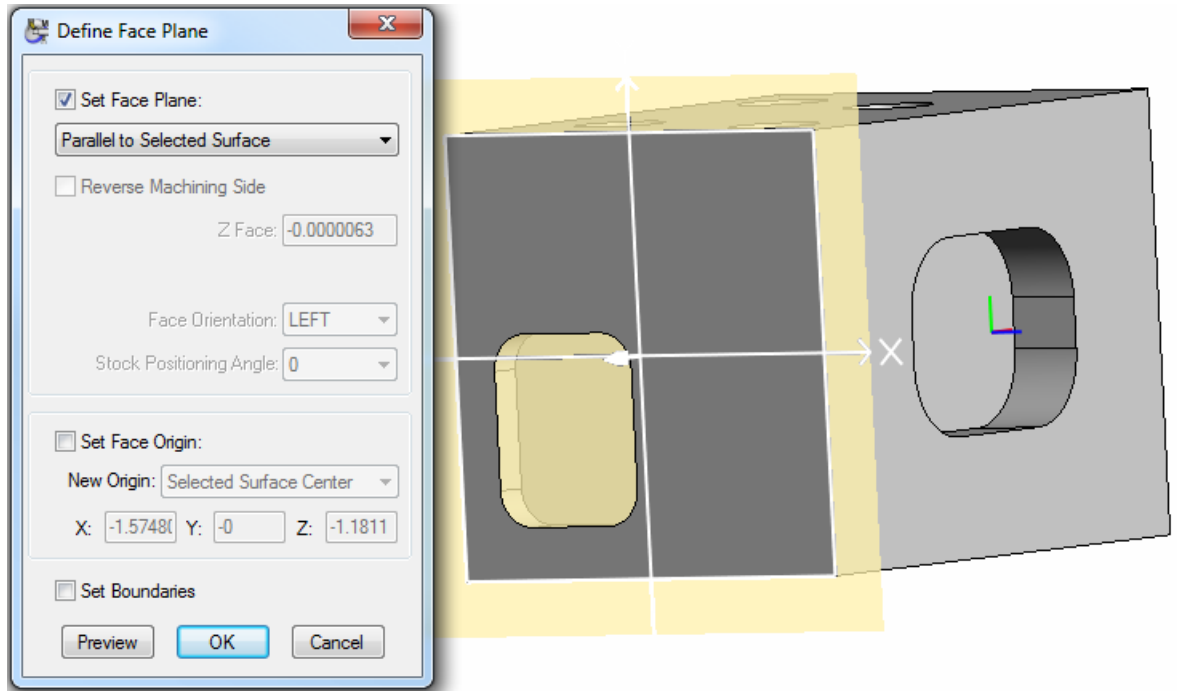 Define Face Plane
Set Face Plane:
Parallel to Selected Surface
Reverse Machining Side
Z Face: -0.0000063
Face Orientation: LEFT
Stock Positioning Angle: 0
Set Face Origin:
New Origin: Selected Surface Center
X: -1.5748 Y: -0 Z: -1.1811
Set Boundaries
Preview OK Cancel
X